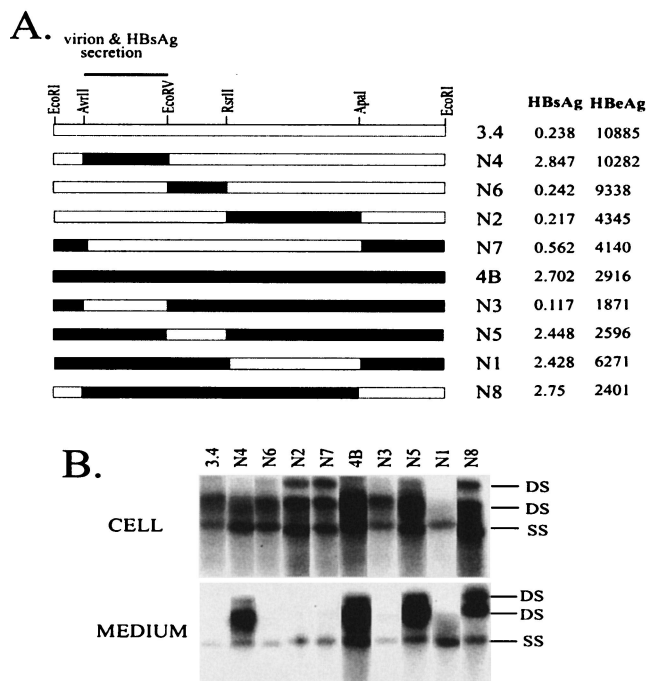 A.
virion & HBsAg
secretion
EcoRI AvrII EcoRV RsrII ApaI EcoRI
HBsAg HBeAg
3.4 0.238 10885
N4 2.847 10282
N6 0.242 9338
N2 0.217 4345
N7 0.562 4140
4B 2.702 2916
N3 0.117 1871
N5 2.448 2596
N1 2.428 6271
N8 2.75 2401
B.
3.4 N4 N6 N2 N7 4B N3 N5 N1 N8
CELL
DS
DS
SS
MEDIUM
DS
DS
SS